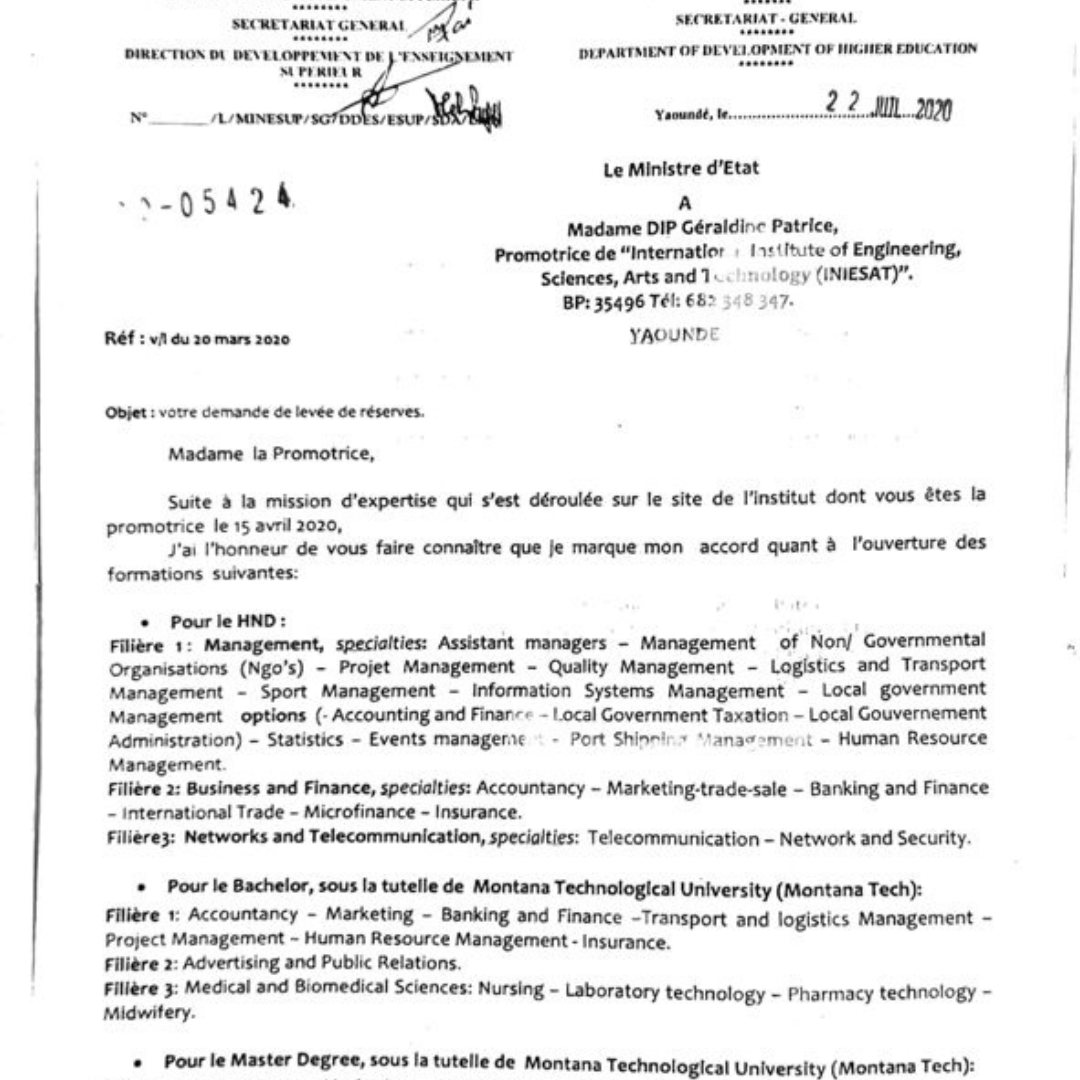 SECRETARIAT GENERAL
********
DIRECTION DU DEVELOPPEMENT DE L'ENSEIGNEMENT
SUPERIEUR
********
N° ______ /L/MINESUP/SG/DDES/ESUP/SDA/
SECRETARIAT - GENERAL
********
DEPARTMENT OF DEVELOPMENT OF HIGHER EDUCATION
********
Yaoundé, le 22 JUIL 2020
-05424
Le Ministre d'Etat
A
Madame DIP Géraldine Patrice,
Promotrice de "International Institute of Engineering,
Sciences, Arts and Technology (INIESAT)".
BP: 35496 Tél: 682 348 347.
YAOUNDE
Réf : v/l du 20 mars 2020
Objet : votre demande de levée de réserves.
Madame la Promotrice,
Suite à la mission d'expertise qui s'est déroulée sur le site de l'institut dont vous êtes la
promotrice le 15 avril 2020,
J'ai l'honneur de vous faire connaître que je marque mon accord quant à l'ouverture des
formations suivantes:
• Pour le HND :
Filière 1 : Management, specialties: Assistant managers – Management of Non/ Governmental
Organisations (Ngo's) – Projet Management – Quality Management – Logistics and Transport
Management – Sport Management – Information Systems Management – Local government
Management options (- Accounting and Finance – Local Government Taxation – Local Gouvernement
Administration) – Statistics – Events management - Port Shipping Management – Human Resource
Management.
Filière 2: Business and Finance, specialties: Accountancy – Marketing-trade-sale – Banking and Finance
– International Trade – Microfinance – Insurance.
Filière3: Networks and Telecommunication, specialties: Telecommunication – Network and Security.
• Pour le Bachelor, sous la tutelle de Montana Technological University (Montana Tech):
Filière 1: Accountancy – Marketing – Banking and Finance –Transport and logistics Management –
Project Management – Human Resource Management - Insurance.
Filière 2: Advertising and Public Relations.
Filière 3: Medical and Biomedical Sciences: Nursing – Laboratory technology – Pharmacy technology –
Midwifery.
• Pour le Master Degree, sous la tutelle de Montana Technological University (Montana Tech):